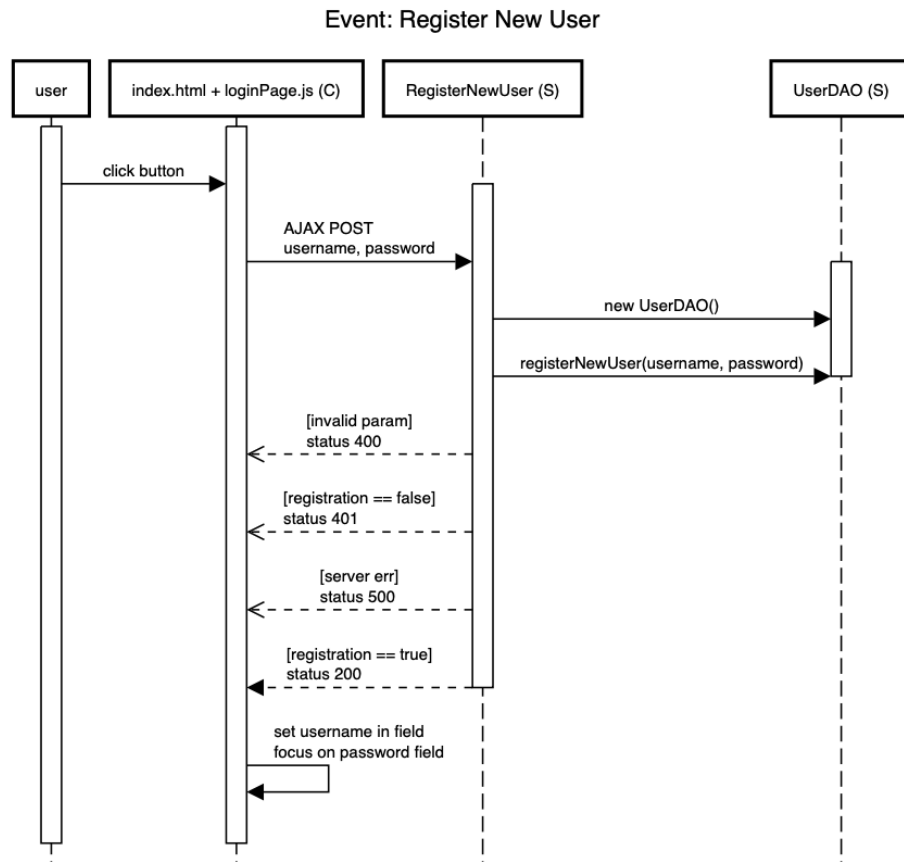 Event: Register New User
user
index.html + loginPage.js (C)
RegisterNewUser (S)
UserDAO (S)
click button
AJAX POST
username, password
new UserDAO()
registerNewUser(username, password)
[invalid param]
status 400
[registration == false]
status 401
[server err]
status 500
[registration == true]
status 200
set username in field
focus on password field